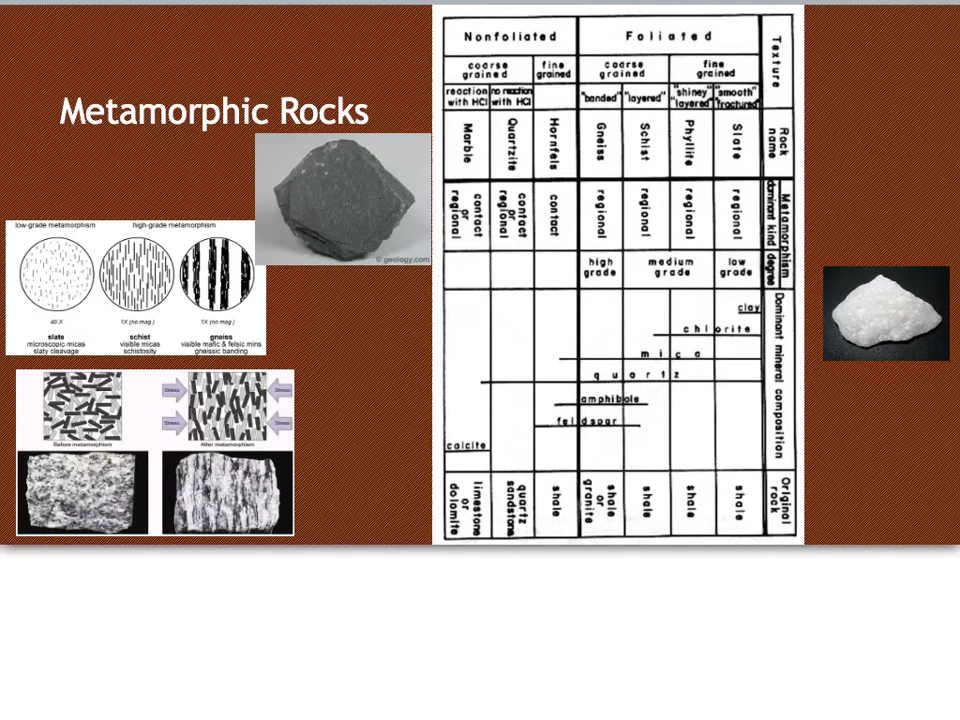 Metamorphic Rocks
© geology.com
low-grade metamorphism high-grade metamorphism
40 X 1X (no mag.) 1X (no mag.)
slate schist gneiss
microscopic micas visible micas visible mafic & felsic mins
slaty cleavage schistosity gneissic banding
Stress Stress
Stress Stress
Before metamorphism After metamorphism
Nonfoliated Foliated Texture
coarse grained fine grained coarse grained fine grained
reaction with HCl no reaction with HCl "banded" "layered" "shiney" "layered" "smooth" "fractured"
Marble Quartzite Hornfels Gneiss Schist Phyllite Slate Rock name
contact or regional contact or regional contact regional regional regional regional Metamorphism dominant kind
high grade medium grade low grade degree
clay
chlorite
mica
quartz
amphibole
feldspar
calcite
Dominant mineral composition
limestone or dolomite quartz sandstone shale shale or granite shale shale shale Original rock